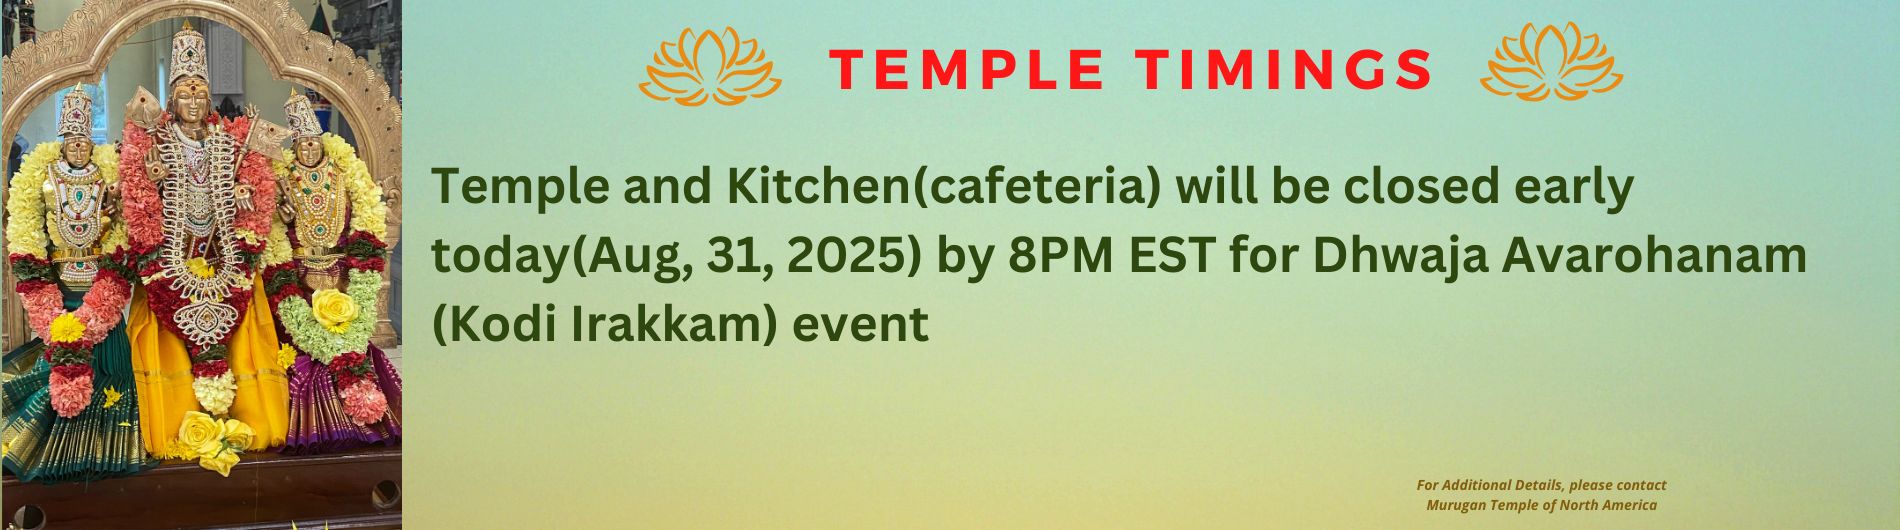 TEMPLE TIMINGS
Temple and Kitchen(cafeteria) will be closed early
today(Aug, 31, 2025) by 8PM EST for Dhwaja Avarohanam
(Kodi Irakkam) event
For Additional Details, please contact
Murugan Temple of North America